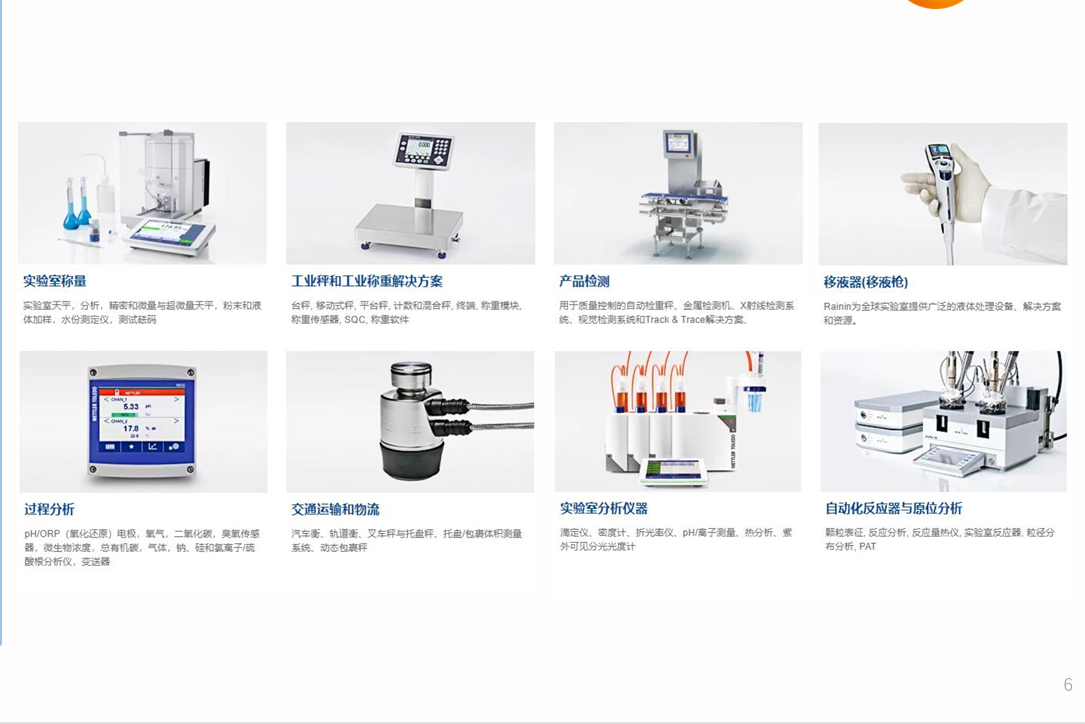 实验室称量
实验室天平，分析，精密和微量与超微量天平，粉末和液
体加样，水份测定仪，测试砝码
工业秤和工业称重解决方案
台秤, 移动式秤, 平台秤, 计数和混合秤, 终端, 称重模块,
称重传感器, SQC, 称重软件
产品检测
用于质量控制的自动检重秤、金属检测机、X射线检测系
统、视觉检测系统和Track & Trace解决方案、
移液器(移液枪)
Rainin为全球实验室提供广泛的液体处理设备、解决方案
和资源。
METTLER TOLEDO
METTLER
CHAN_1
5.33 pH
CHAN_2
17.8
22.9
过程分析
pH/ORP（氧化还原）电极，氧气，二氧化碳，臭氧传感
器，微生物浓度，总有机碳，气体，钠、硅和氯离子/硫
酸根分析仪，变送器
交通运输和物流
汽车衡、轨道衡、叉车秤与托盘秤、托盘/包裹体积测量
系统、动态包裹秤
METTLER TOLEDO
实验室分析仪器
滴定仪、密度计、折光率仪、pH/离子测量、热分析、紫
外可见分光光度计
自动化反应器与原位分析
颗粒表征, 反应分析, 反应量热仪, 实验室反应器, 粒径分
布分析, PAT
6